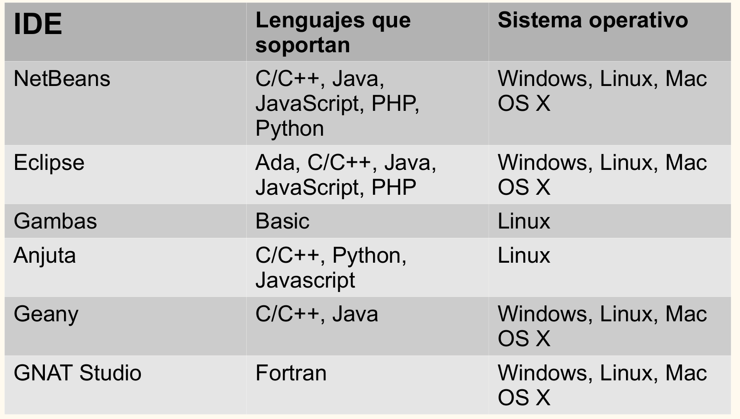 IDE
Lenguajes que
soportan
Sistema operativo
NetBeans
C/C++, Java,
JavaScript, PHP,
Python
Windows, Linux, Mac
OS X
Eclipse
Ada, C/C++, Java,
JavaScript, PHP
Windows, Linux, Mac
OS X
Gambas
Basic
Linux
Anjuta
C/C++, Python,
Javascript
Linux
Geany
C/C++, Java
Windows, Linux, Mac
OS X
GNAT Studio
Fortran
Windows, Linux, Mac
OS X